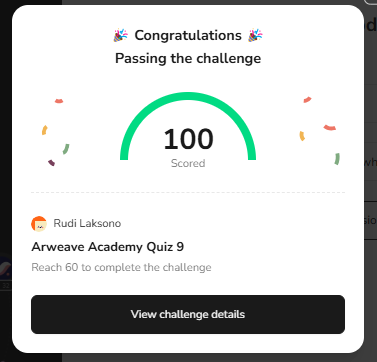 Congratulations
Passing the challenge
100
Scored
Rudi Laksono
Arweave Academy Quiz 9
Reach 60 to complete the challenge
View challenge details